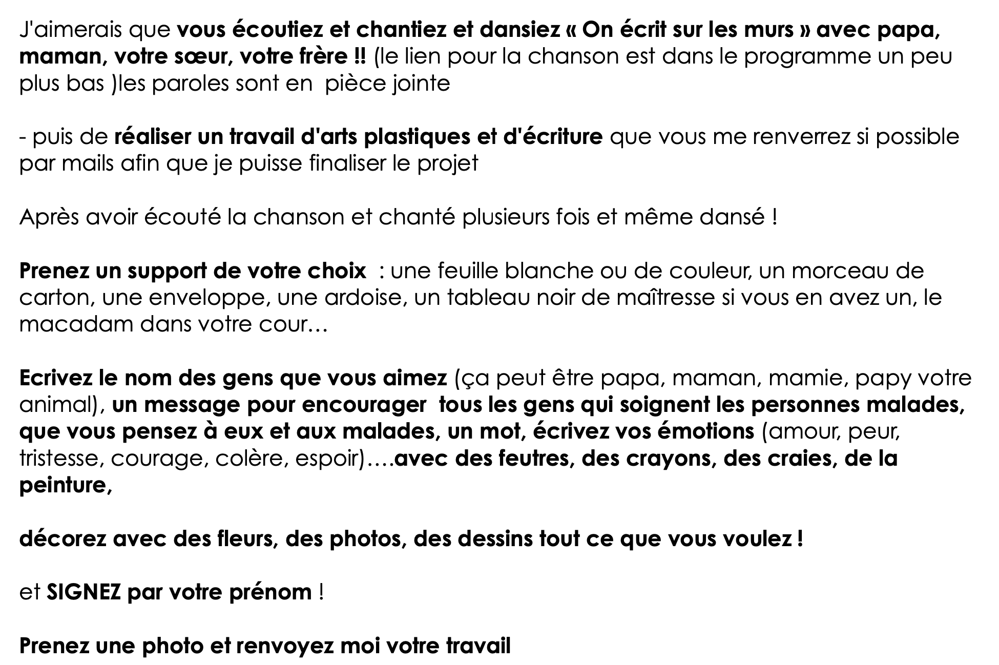 J'aimerais que vous écoutiez et chantiez et dansiez « On écrit sur les murs » avec papa,
maman, votre sœur, votre frère !! (le lien pour la chanson est dans le programme un peu
plus bas )les paroles sont en  pièce jointe
- puis de réaliser un travail d'arts plastiques et d'écriture que vous me renverrez si possible
par mails afin que je puisse finaliser le projet
Après avoir écouté la chanson et chanté plusieurs fois et même dansé !
Prenez un support de votre choix  : une feuille blanche ou de couleur, un morceau de
carton, une enveloppe, une ardoise, un tableau noir de maîtresse si vous en avez un, le
macadam dans votre cour…
Ecrivez le nom des gens que vous aimez (ça peut être papa, maman, mamie, papy votre
animal), un message pour encourager  tous les gens qui soignent les personnes malades,
que vous pensez à eux et aux malades, un mot, écrivez vos émotions (amour, peur,
tristesse, courage, colère, espoir)….avec des feutres, des crayons, des craies, de la
peinture,
décorez avec des fleurs, des photos, des dessins tout ce que vous voulez !
et SIGNEZ par votre prénom !
Prenez une photo et renvoyez moi votre travail